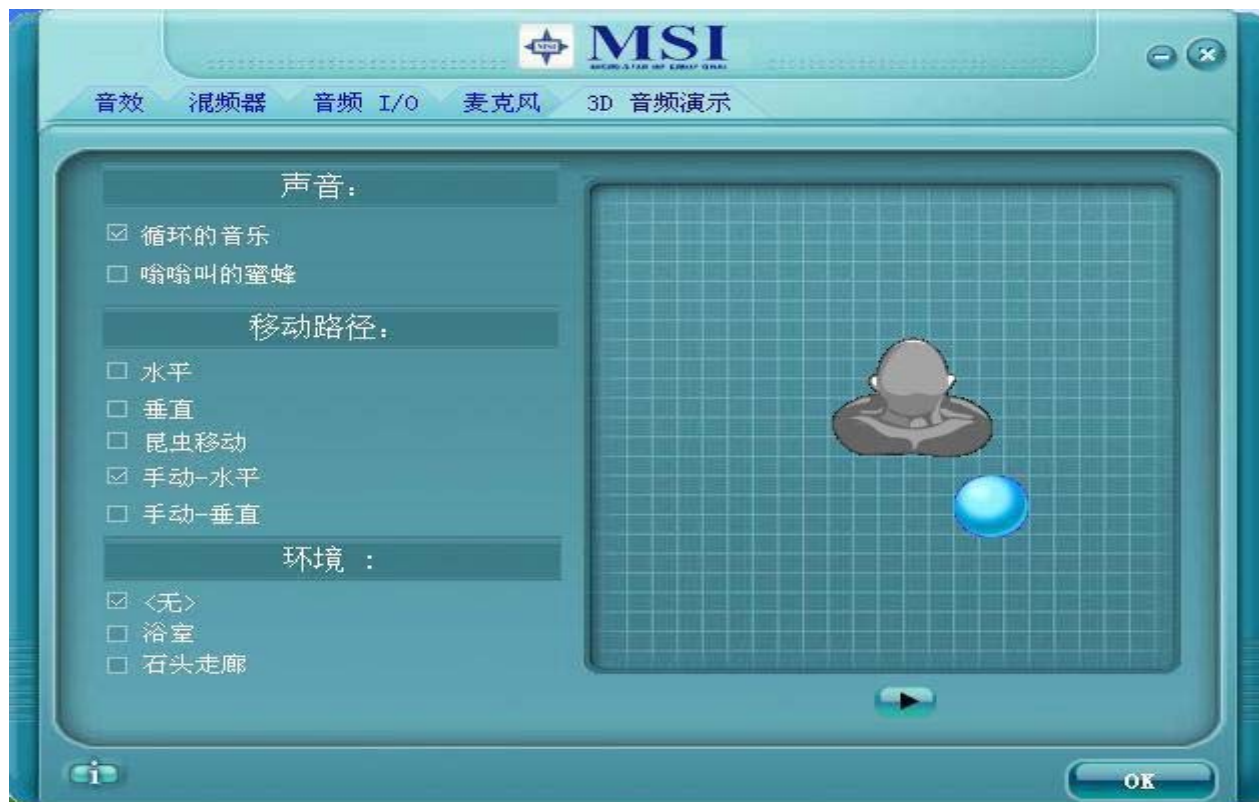 MSI
音效 混频器 音频 I/O 麦克风 3D 音频演示
声音：
循环的音乐
嗡嗡叫的蜜蜂
移动路径：
水平
垂直
昆虫移动
手动-水平
手动-垂直
环境 ：
<无>
浴室
石头走廊
OK